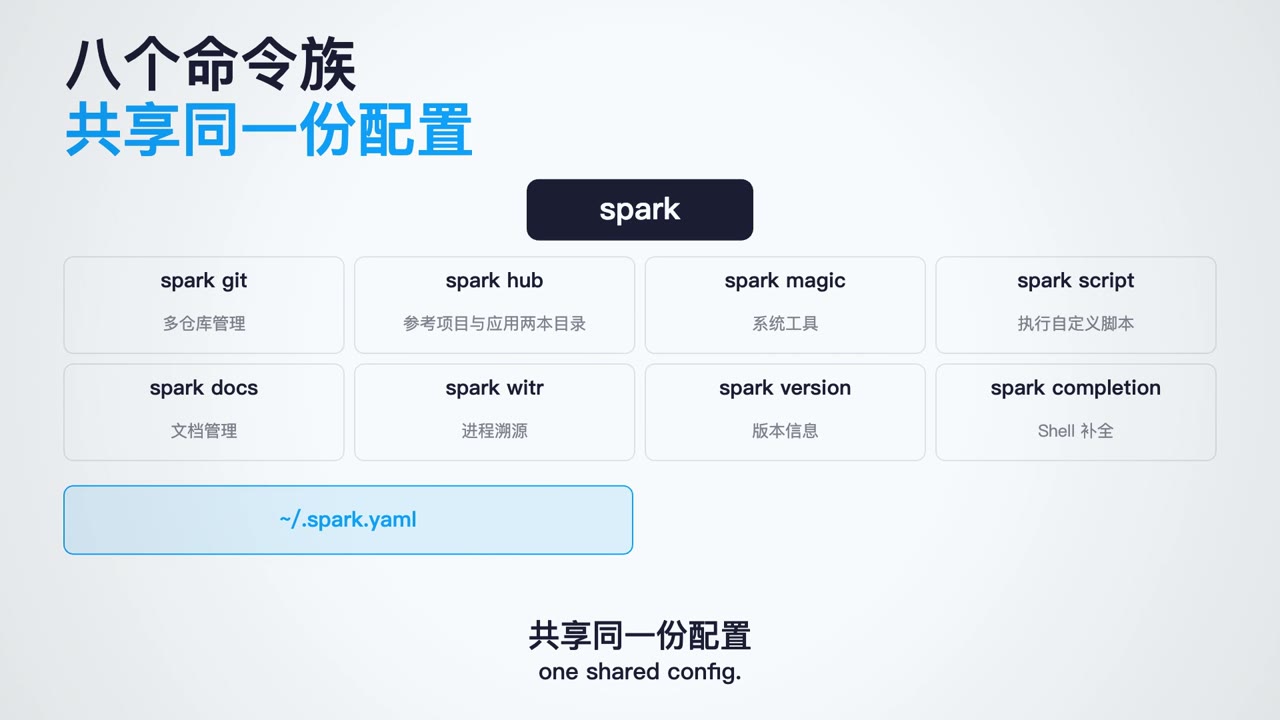 八个命令族
共享同一份配置
spark
spark git
多仓库管理
spark hub
参考项目与应用两本目录
spark magic
系统工具
spark script
执行自定义脚本
spark docs
文档管理
spark witr
进程溯源
spark version
版本信息
spark completion
Shell 补全
~/.spark.yaml
共享同一份配置
one shared config.